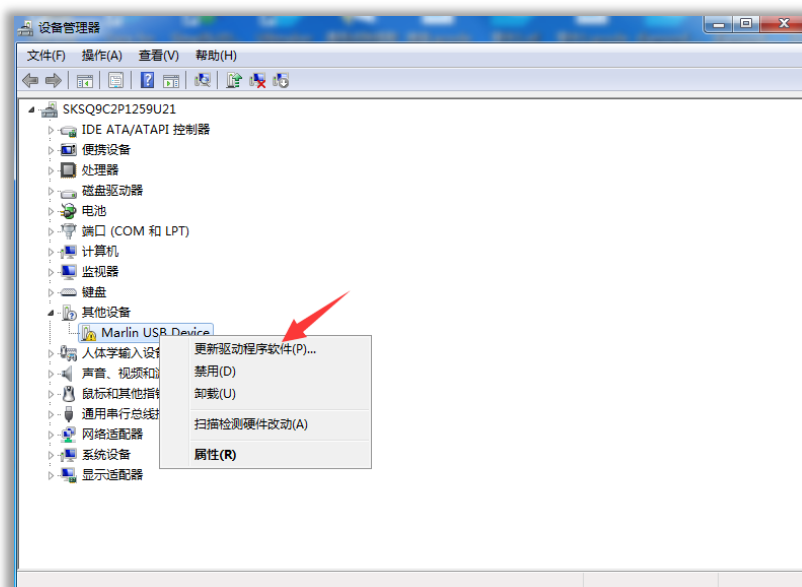 设备管理器
文件(F) 操作(A) 查看(V) 帮助(H)
SKSQ9C2P1259U21
IDE ATA/ATAPI 控制器
便携设备
处理器
磁盘驱动器
电池
端口 (COM 和 LPT)
计算机
监视器
键盘
其他设备
Marlin USB Device
更新驱动程序软件(P)...
禁用(D)
卸载(U)
扫描检测硬件改动(A)
属性(R)
人体学输入设
声音、视频和
鼠标和其他指
通用串行总线
网络适配器
系统设备
显示适配器